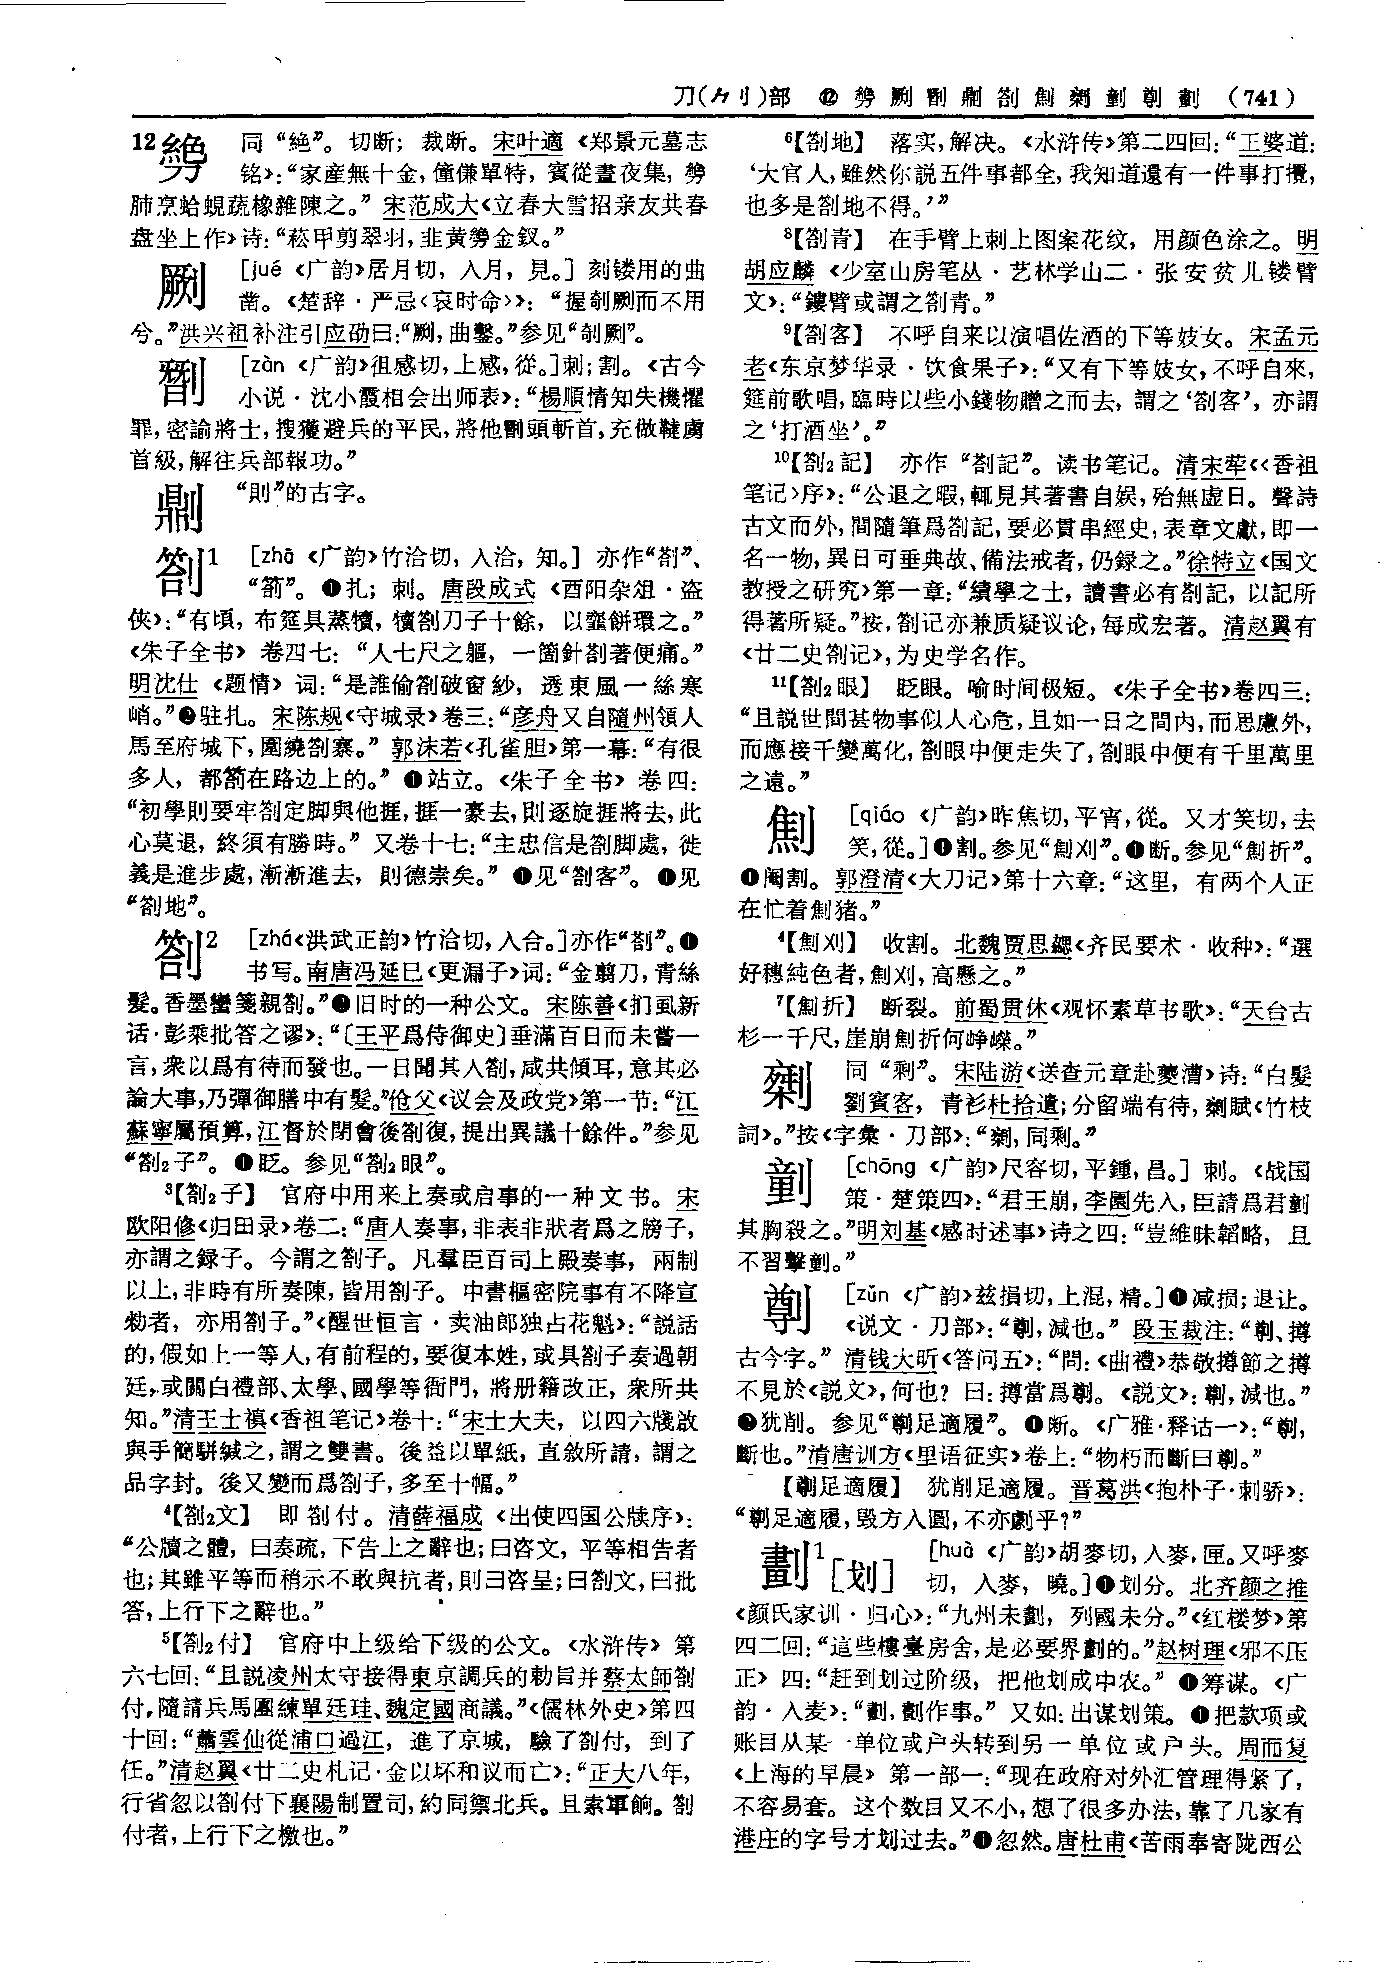 刀(⺈刂)部 ⑫ 𠢧 劂 㔆 𠟭 劄 劁 𠟪 㓽 劕 劃 （741）
12 同“絶”。切断；裁断。宋叶適《郑景元墓志
铭》：“家産無十金，僮傔單特，賓從晝夜集，
肺烹蛤蜆蔬橡雜陳之。”宋范成大《立春大雪招亲友共春
盘坐上作》诗：“菘甲剪翠羽，韭黄金釵。”
劂 [jué《广韵》居月切，入月，見。]刻镂用的曲
凿。《楚辞·严忌〈哀时命〉》：“握剞劂而不用
兮。”洪兴祖补注引应劭曰：“劂，曲鑿。”参见“剞劂”。
[zàn《广韵》徂感切，上感，從。]刺；割。《古今
小说·沈小霞相会出师表》：“楊順情知失機懼
罪，密諭將士，搜獲避兵的平民，將他頭斬首，充做韃虜
首級，解往兵部報功。”
“則”的古字。
劄1 [zhā《广韵》竹洽切，入洽，知。]亦作“剳”、
“箚”。❶扎；刺。唐段成式《酉阳杂俎·盗
侠》：“有頃，布筵具蒸犢，犢劄刀子十餘，以虀餅環之。”
《朱子全书》卷四七：“人七尺之軀，一箇針劄著便痛。”
明沈仕《题情》词：“是誰偷劄破窗紗，透東風一絲寒
峭。”❷驻扎。宋陈规《守城录》卷三：“彦舟又自隨州領人
馬至府城下，圍繞劄寨。”郭沫若《孔雀胆》第一幕：“有很
多人，都箚在路边上的。”❸站立。《朱子全书》卷四：
“初學則要牢劄定脚與他捱，捱一豪去，則逐旋捱將去，此
心莫退，終須有勝時。”又卷十七：“主忠信是劄脚處，徙
義是進步處，漸漸進去，則德崇矣。”❹见“劄客”。❺见
“劄地”。
劄2 [zhá《洪武正韵》竹洽切，入合。]亦作“剳”。❶
书写。南唐冯延巳《更漏子》词：“金翦刀，青絲
髮。香墨蠻箋親劄。”❷旧时的一种公文。宋陈善《扪虱新
话·彭乘批答之谬》：“〔王平爲侍御史〕垂滿百日而未嘗一
言，衆以爲有待而發也。一日聞其入劄，咸共傾耳，意其必
論大事，乃彈御膳中有髮。”伧父《议会及政党》第一节：“江
蘇寧屬預算，江督於閉會後劄復，提出異議十餘件。”参见
“劄2子”。❸眨。参见“劄2眼”。
3【劄2子】 官府中用来上奏或启事的一种文书。宋
欧阳修《归田录》卷二：“唐人奏事，非表非狀者爲之牓子，
亦謂之録子。今謂之劄子。凡羣臣百司上殿奏事，兩制
以上，非時有所奏陳，皆用劄子。中書樞密院事有不降宣
勑者，亦用劄子。”《醒世恒言·卖油郎独占花魁》：“説話
的，假如上一等人，有前程的，要復本姓，或具劄子奏過朝
廷，或關白禮部、太學、國學等衙門，將册籍改正，衆所共
知。”清王士禛《香祖笔记》卷十：“宋士大夫，以四六牋啟
與手簡駢緘之，謂之雙書。後益以單紙，直敘所請，謂之
品字封。後又變而爲劄子，多至十幅。”
4【劄2文】 即劄付。清薛福成《出使四国公牍序》：
“公牘之體，曰奏疏，下告上之辭也；曰咨文，平等相告者
也；其雖平等而稍示不敢與抗者，則曰咨呈；曰劄文，曰批
答，上行下之辭也。”
5【劄2付】 官府中上级给下级的公文。《水浒传》第
六七回：“且説凌州太守接得東京調兵的勅旨并蔡太師劄
付，隨請兵馬團練單廷珪、魏定國商議。”《儒林外史》第四
十回：“蕭雲仙從浦口過江，進了京城，驗了劄付，到了
任。”清赵翼《廿二史札记·金以坏和议而亡》：“正大八年，
行省忽以劄付下襄陽制置司，約同禦北兵。且索軍餉。劄
付者，上行下之檄也。”
6【劄地】 落实，解决。《水浒传》第二四回：“王婆道：
‘大官人，雖然你説五件事都全，我知道還有一件事打攪，
也多是劄地不得。’”
8【劄青】 在手臂上刺上图案花纹，用颜色涂之。明
胡应麟《少室山房笔丛·艺林学山二·张安贫儿镂臂
文》：“鏤臂或謂之劄青。”
9【劄客】 不呼自来以演唱佐酒的下等妓女。宋孟元
老《东京梦华录·饮食果子》：“又有下等妓女，不呼自來，
筵前歌唱，臨時以些小錢物贈之而去，謂之‘劄客’，亦謂
之‘打酒坐’。”
10【劄2記】 亦作“剳記”。读书笔记。清宋荦《〈香祖
笔记〉序》：“公退之暇，輒見其著書自娱，殆無虚日。聲詩
古文而外，間隨筆爲劄記，要必貫串經史，表章文獻，即一
名一物，異日可垂典故、備法戒者，仍録之。”徐特立《国文
教授之研究》第一章：“績學之士，讀書必有劄記，以記所
得著所疑。”按，劄记亦兼质疑议论，每成宏著。清赵翼有
《廿二史劄记》，为史学名作。
11【劄2眼】 眨眼。喻时间极短。《朱子全书》卷四三：
“且説世間甚物事似人心危，且如一日之間内，而思慮外，
而應接千變萬化，劄眼中便走失了，劄眼中便有千里萬里
之遠。”
劁 [qiáo《广韵》昨焦切，平宵，從。又才笑切，去
笑，從。]❶割。参见“劁刈”。❷断。参见“劁折”。
❸阉割。郭澄清《大刀记》第十六章：“这里，有两个人正
在忙着劁猪。”
4【劁刈】 收割。北魏贾思勰《齐民要术·收种》：“選
好穗純色者，劁刈，高懸之。”
7【劁折】 断裂。前蜀贯休《观怀素草书歌》：“天台古
杉一千尺，崖崩劁折何峥嶸。”
同“剩”。宋陆游《送查元章赴夔漕》诗：“白髮
劉賓客，青衫杜拾遺；分留端有待，賦《竹枝
詞》。”按《字彙·刀部》：“，同剩。”
[chōng《广韵》尺容切，平鍾，昌。]刺。《战国
策·楚策四》：“君王崩，李園先入，臣請爲君
其胸殺之。”明刘基《感时述事》诗之四：“豈維昧韜略，且
不習擊。”
[zǔn《广韵》兹損切，上混，精。]❶减损；退让。
《说文·刀部》：“，減也。”段玉裁注：“、撙
古今字。”清钱大昕《答问五》：“問：《曲禮》恭敬撙節之撙
不見於《説文》，何也？曰：撙當爲。《説文》：，減也。”
❷犹削。参见“足適履”。❸断。《广雅·释诂一》：“，
斷也。”清唐训方《里语征实》卷上：“物朽而斷曰。”
【足適履】 犹削足適履。晋葛洪《抱朴子·刺骄》：
“足適履，毁方入圆，不亦劇乎？”
劃1［划］ [huà《广韵》胡麥切，入麥，匣。又呼麥
切，入麥，曉。]❶划分。北齐颜之推
《颜氏家训·归心》：“九州未劃，列國未分。”《红楼梦》第
四二回：“這些樓臺房舍，是必要界劃的。”赵树理《邪不压
正》四：“赶到划过阶级，把他划成中农。”❷筹谋。《广
韵·入麦》：“劃，劃作事。”又如：出谋划策。❸把款项或
账目从某一单位或户头转到另一单位或户头。周而复
《上海的早晨》第一部一：“现在政府对外汇管理得紧了，
不容易套。这个数目又不小，想了很多办法，靠了几家有
港庄的字号才划过去。”❹忽然。唐杜甫《苦雨奉寄陇西公